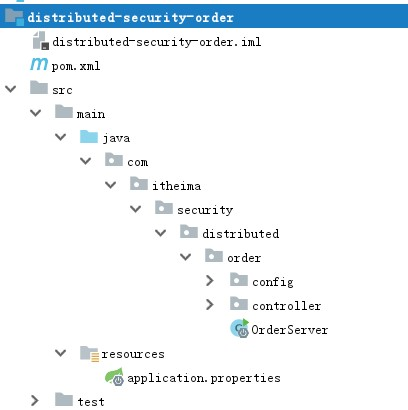 distributed-security-order
distributed-security-order.iml
pom.xml
src
main
java
com
itheima
security
distributed
order
config
controller
OrderServer
resources
application.properties
test